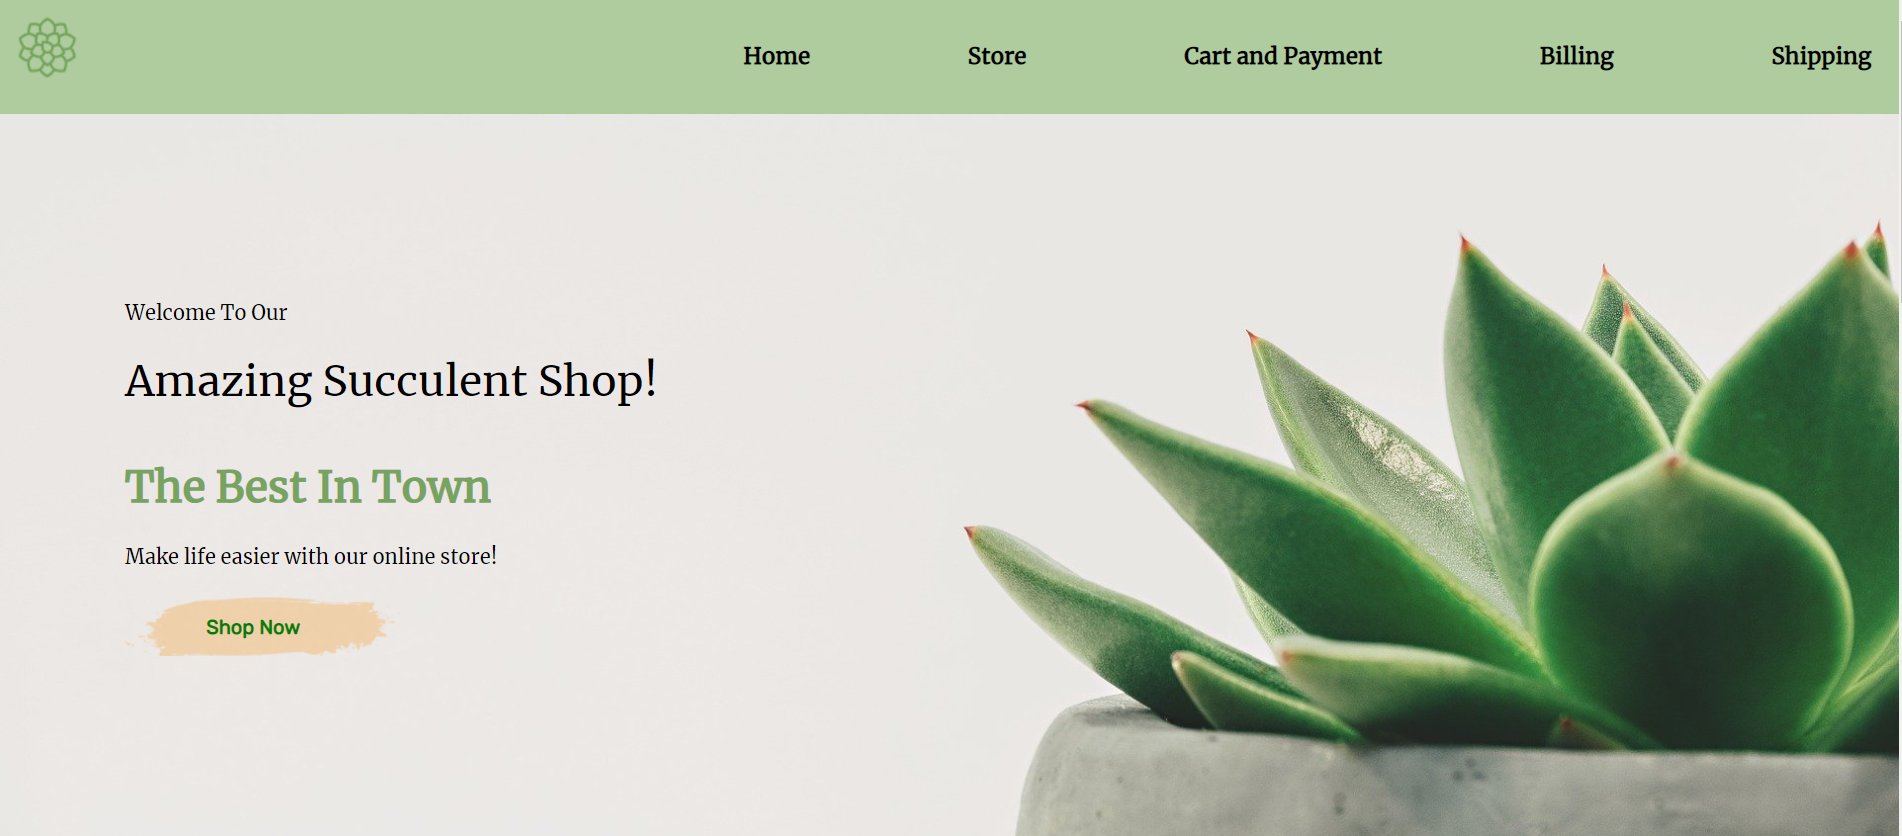 Home Store Cart and Payment Billing Shipping
Welcome To Our
Amazing Succulent Shop!
The Best In Town
Make life easier with our online store!
Shop Now